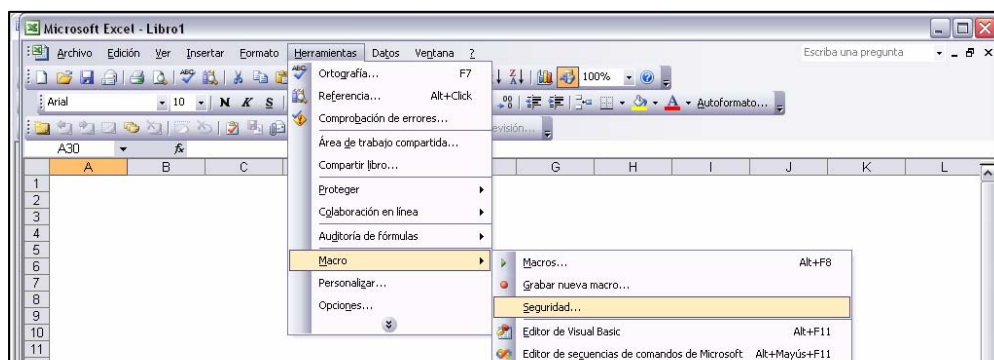 Microsoft Excel - Libro1
Archivo Edición Ver Insertar Formato Herramientas Datos Ventana ? Escriba una pregunta
100%
Arial 10 N K S Autoformato...
A30 fx
A B C G H I J K L
1
2
3
4
5
6
7
8
9
10
11
Ortografía... F7
Referencia... Alt+Click
Comprobación de errores...
Área de trabajo compartida...
Compartir libro...
Proteger
Colaboración en línea
Auditoría de fórmulas
Macro
Personalizar...
Opciones...
Macros... Alt+F8
Grabar nueva macro...
Seguridad...
Editor de Visual Basic Alt+F11
Editor de secuencias de comandos de Microsoft Alt+Mayús+F11